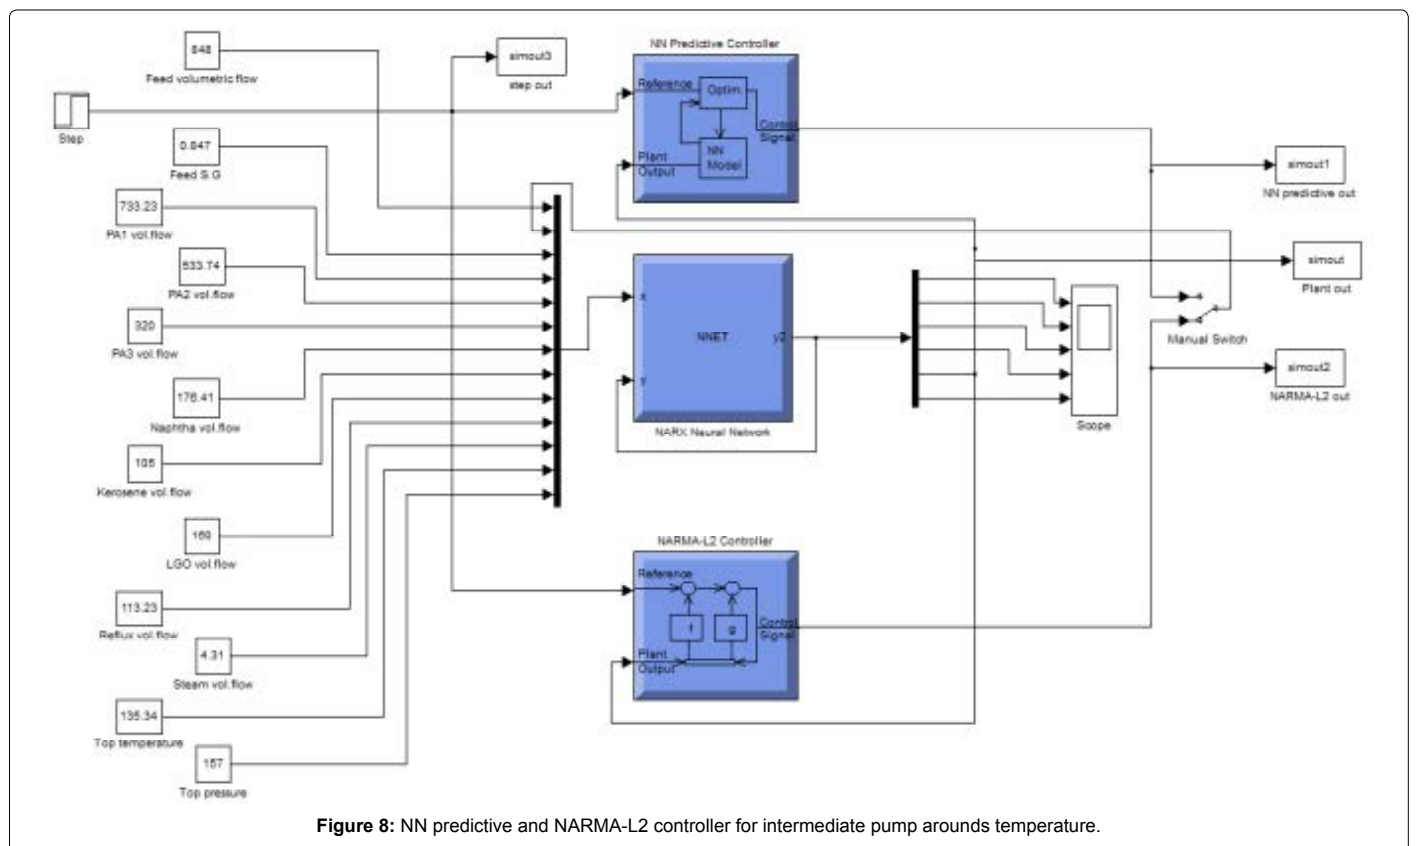 848
Feed volumetric flow
Step
0.847
Feed S.G
733.23
PA1 vol.flow
533.74
PA2 vol.flow
320
PA3 vol.flow
176.41
Naphtha vol.flow
195
Kerosene vol.flow
169
LGO vol.flow
113.23
Reflux vol.flow
4.31
Steam vol.flow
135.34
Top temperature
157
Top pressure
simout3
step out
NN Predictive Controller
Reference
Optim.
Control
Signal
Plant
Output
NN
Model
x
NNET
y2
y
NARX Neural Network
NARMA-L2 Controller
Reference
f
g
Control
Signal
Plant
Output
Scope
simout1
NN predictive out
simout
Plant out
Manual Switch
simout2
NARMA-L2 out
Figure 8: NN predictive and NARMA-L2 controller for intermediate pump arounds temperature.